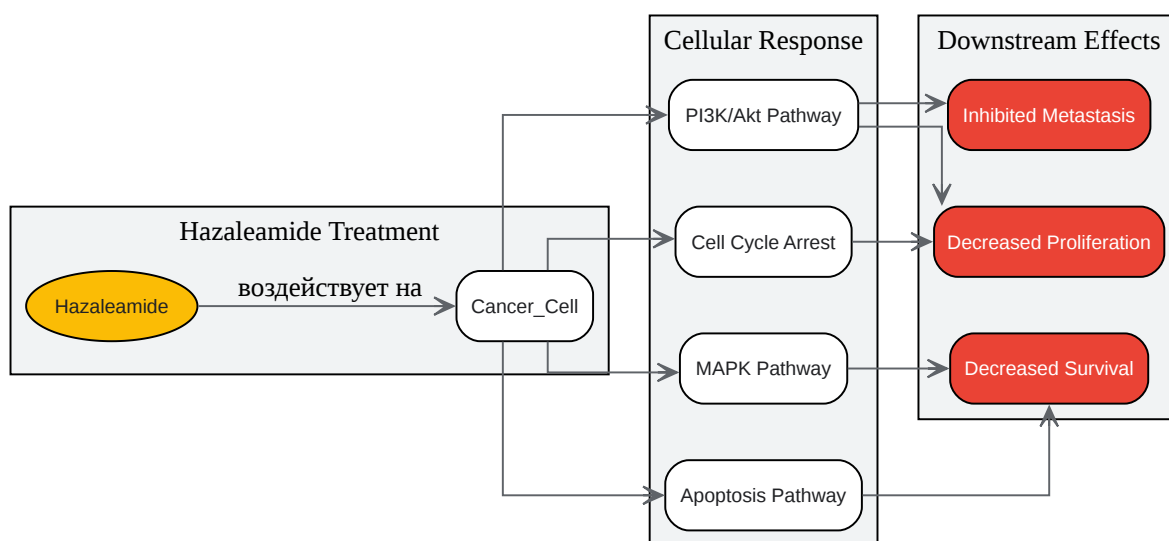 Cellular Response
Downstream Effects
PI3K/Akt Pathway
Inhibited Metastasis
Hazaleamide Treatment
Cell Cycle Arrest
Decreased Proliferation
Hazaleamide
воздействует на
Cancer_Cell
MAPK Pathway
Decreased Survival
Apoptosis Pathway